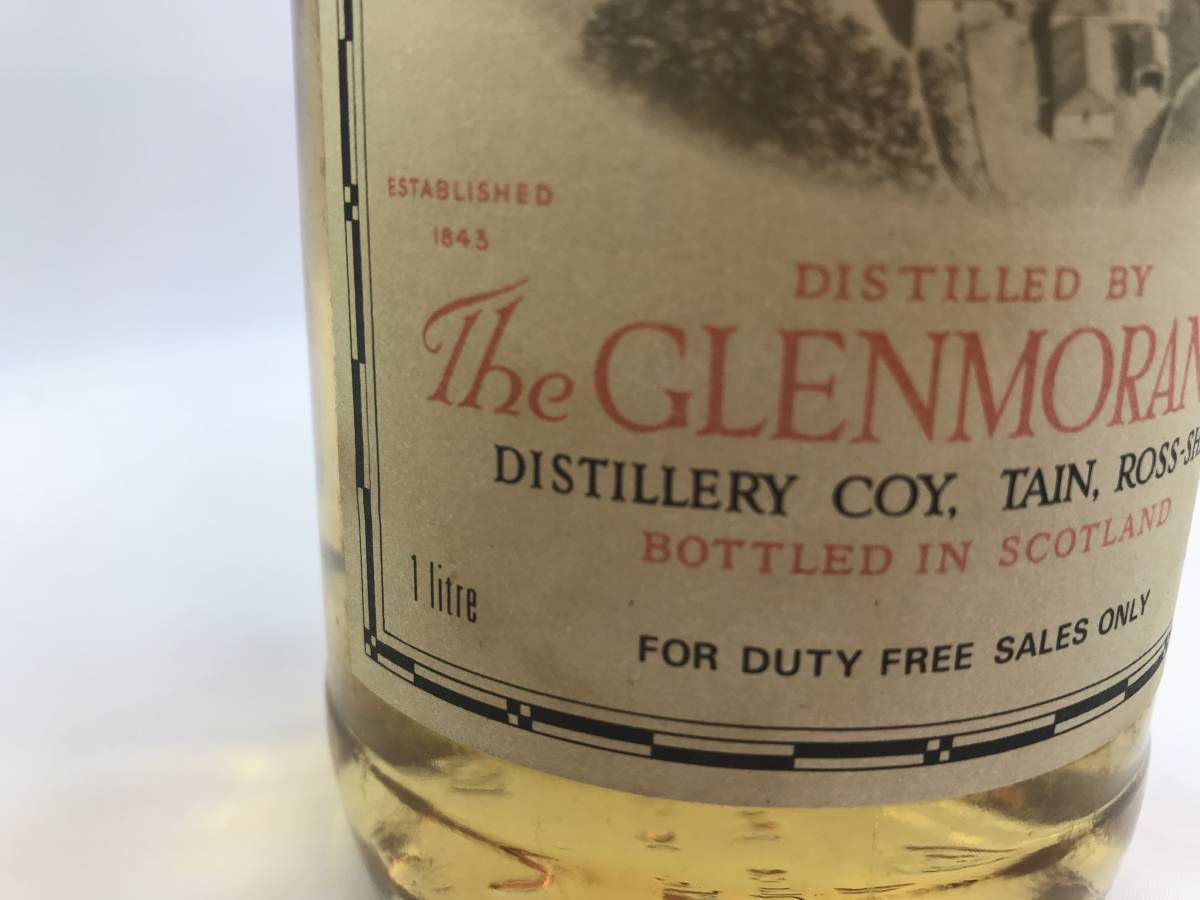 ESTABLISHED
1843
DISTILLED BY
The GLENMORAN
DISTILLERY COY, TAIN, ROSS-SH
BOTTLED IN SCOTLAND
1 litre
FOR DUTY FREE SALES ONLY